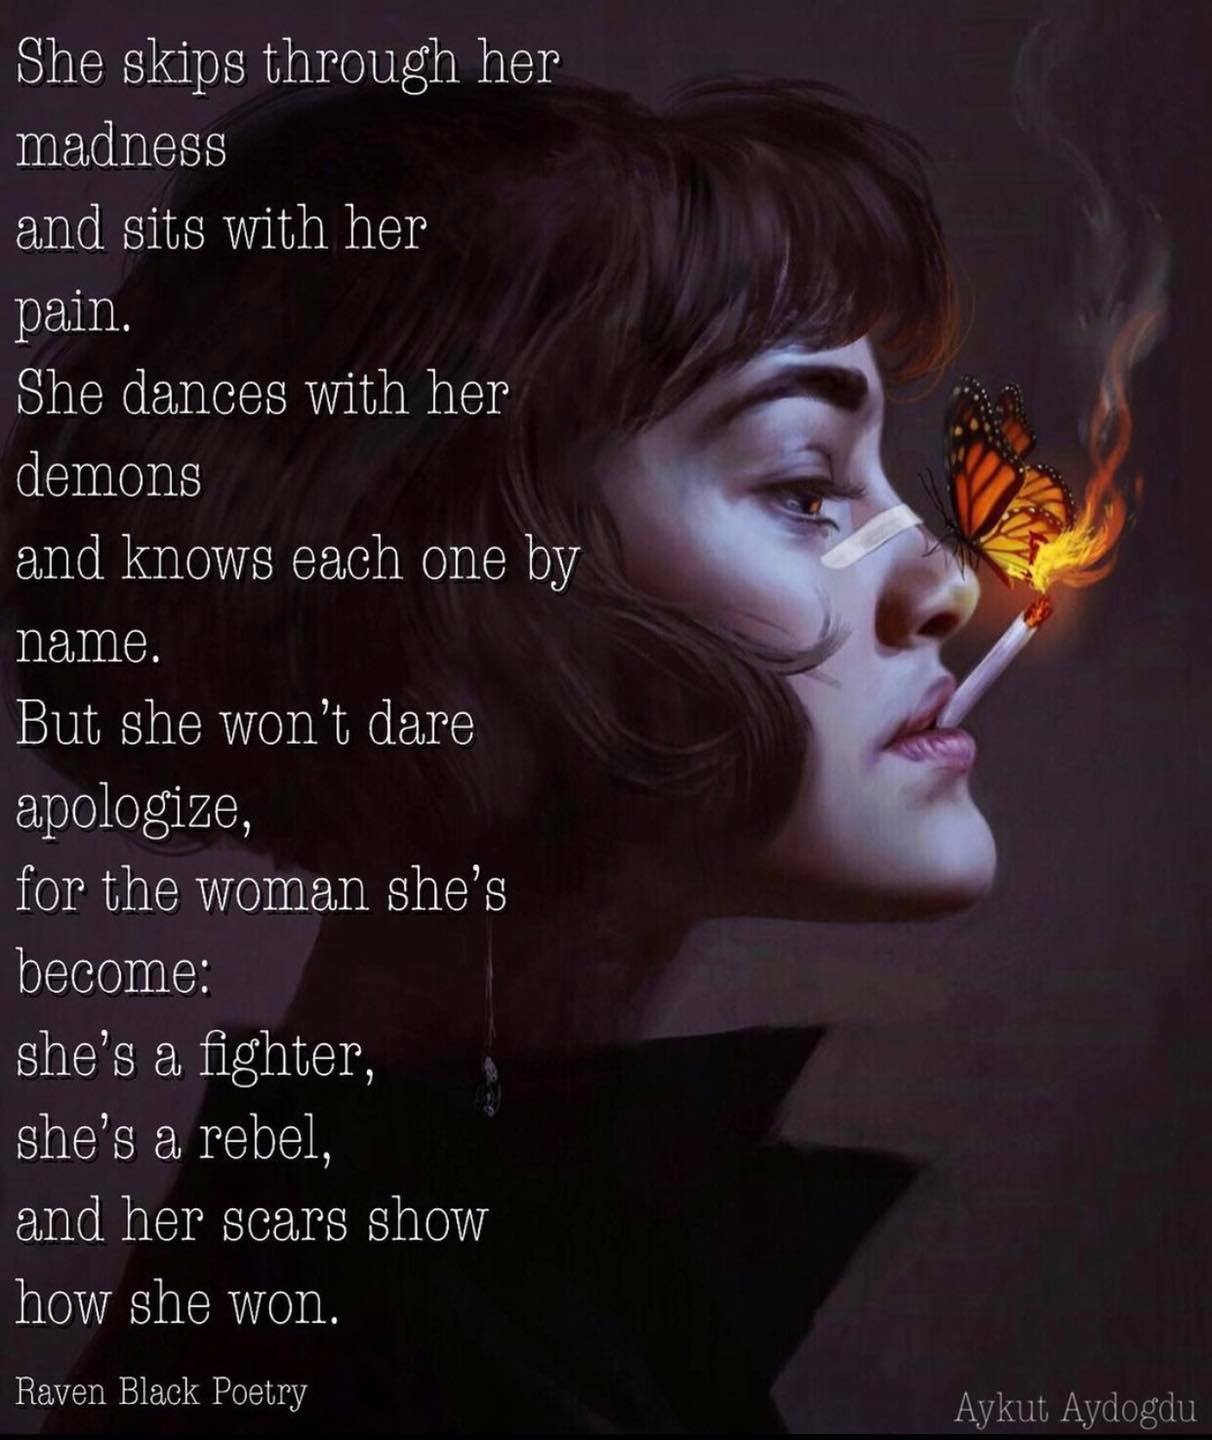 She skips through her
madness
and sits with her
pain.
She dances with her
demons
and knows each one by
name.
But she won’t dare
apologize,
for the woman she’s
become:
she’s a fighter,
she’s a rebel,
and her scars show
how she won.
Raven Black Poetry
Aykut Aydogdu